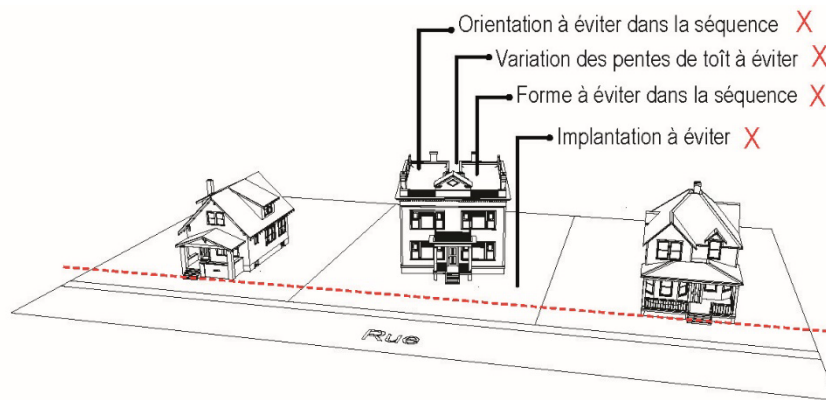 Orientation à éviter dans la séquence X
Variation des pentes de toît à éviter X
Forme à éviter dans la séquence X
Implantation à éviter X
Rue